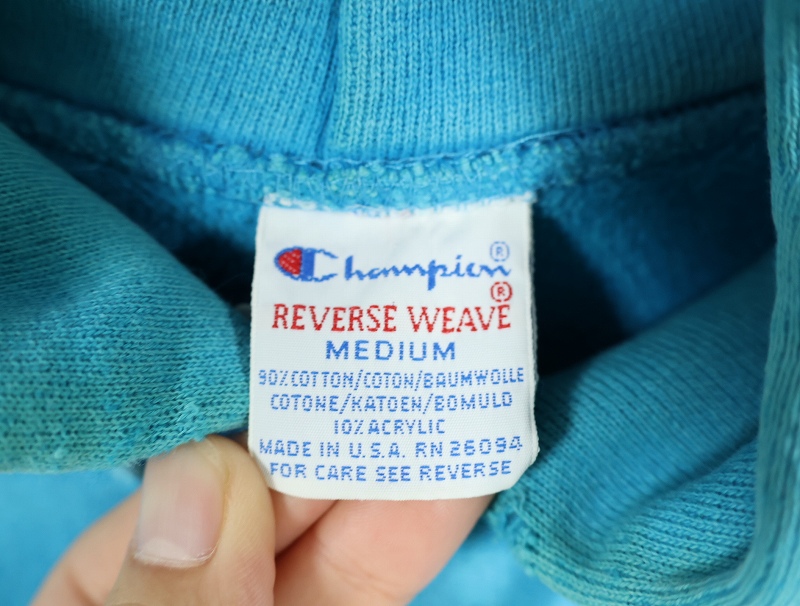 Champion®
REVERSE WEAVE®
MEDIUM
90% COTTON/COTON/BAUMWOLLE
COTONE/KATOEN/BOMULD
10% ACRYLIC
MADE IN U.S.A. RN 26094
FOR CARE SEE REVERSE